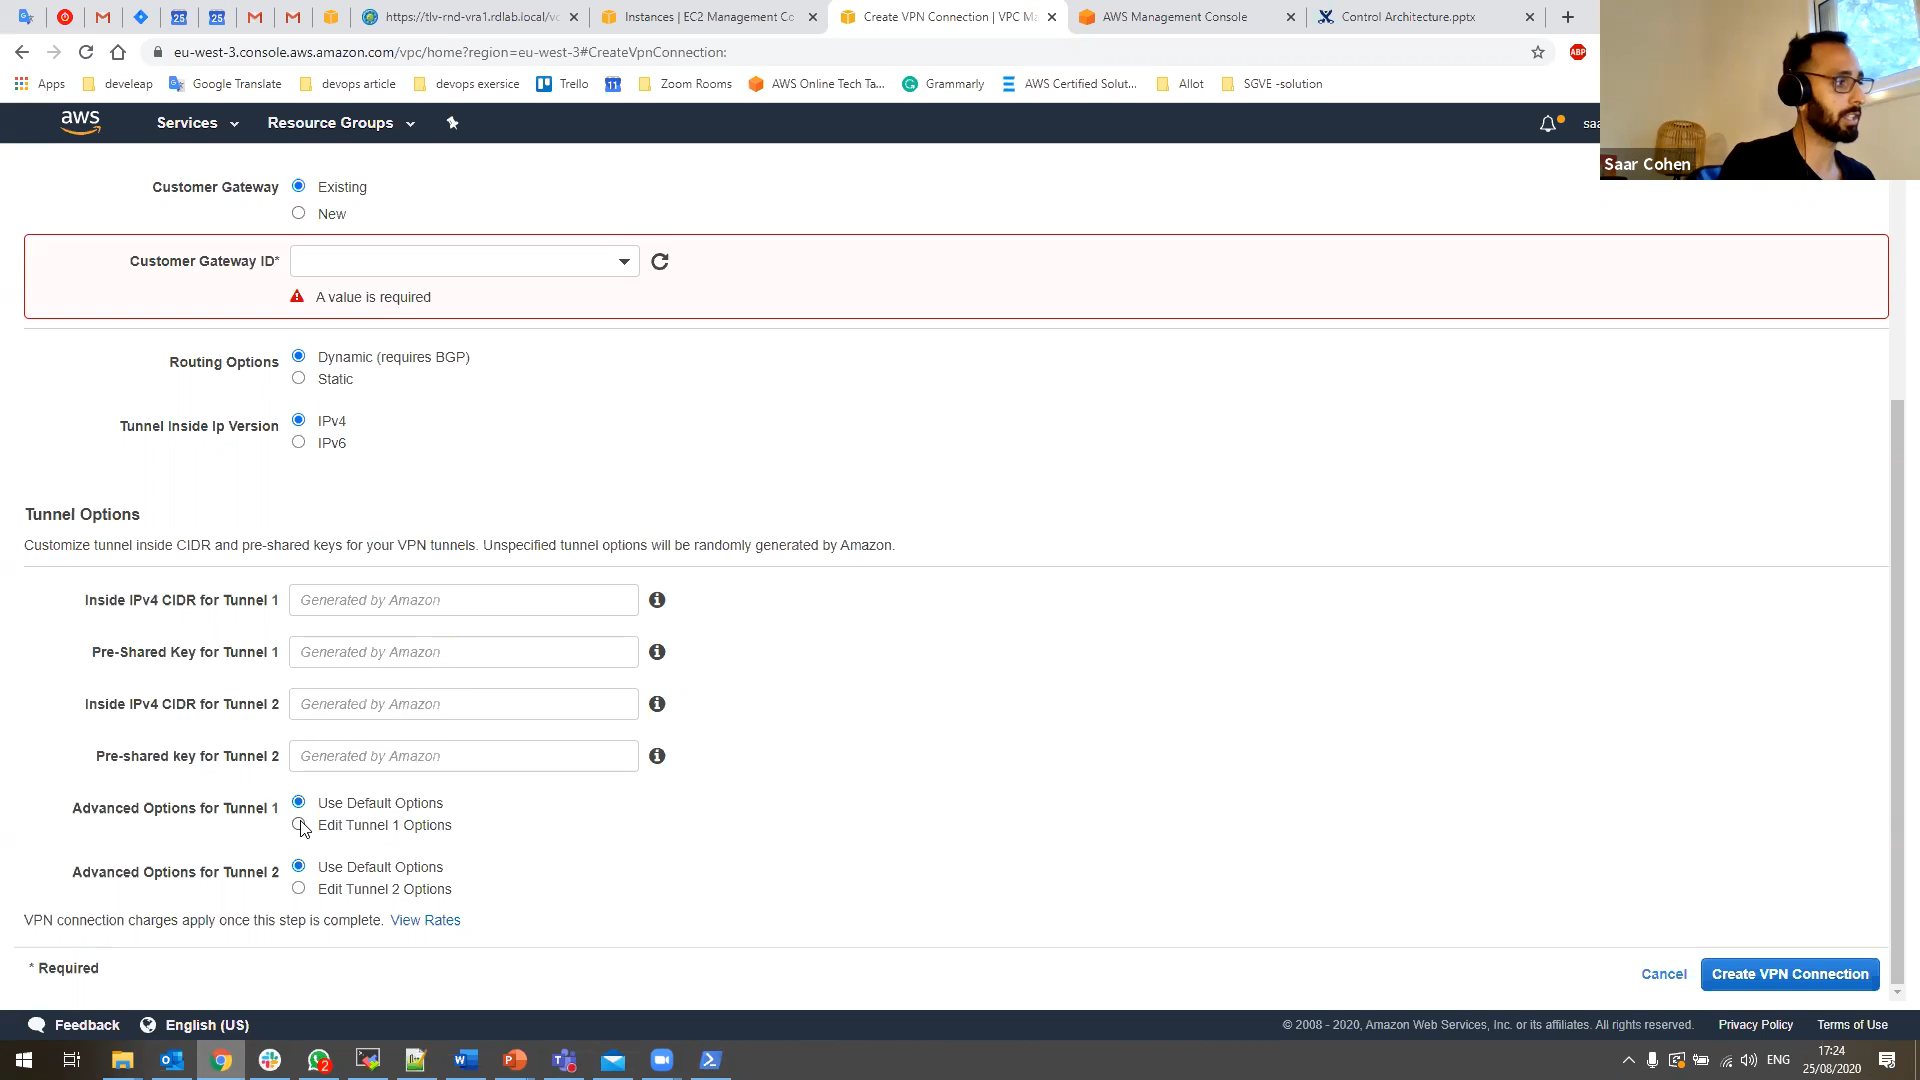 https://tlv-rnd-vra1.rdlab.local/vc
Instances | EC2 Management Co
Create VPN Connection | VPC Ma
AWS Management Console
Control Architecture.pptx
eu-west-3.console.aws.amazon.com/vpc/home?region=eu-west-3#CreateVpnConnection:
ABP
Apps
develeap
Google Translate
devops article
devops exersice
Trello
11
Zoom Rooms
AWS Online Tech Ta...
Grammarly
AWS Certified Solut...
Allot
SGVE -solution
aws
Services
Resource Groups
saa
Saar Cohen
Customer Gateway
Existing
New
Customer Gateway ID*
A value is required
Routing Options
Dynamic (requires BGP)
Static
Tunnel Inside Ip Version
IPv4
IPv6
Tunnel Options
Customize tunnel inside CIDR and pre-shared keys for your VPN tunnels. Unspecified tunnel options will be randomly generated by Amazon.
Inside IPv4 CIDR for Tunnel 1
Generated by Amazon
Pre-Shared Key for Tunnel 1
Generated by Amazon
Inside IPv4 CIDR for Tunnel 2
Generated by Amazon
Pre-shared key for Tunnel 2
Generated by Amazon
Advanced Options for Tunnel 1
Use Default Options
Edit Tunnel 1 Options
Advanced Options for Tunnel 2
Use Default Options
Edit Tunnel 2 Options
VPN connection charges apply once this step is complete. View Rates
* Required
Cancel
Create VPN Connection
Feedback
English (US)
© 2008 - 2020, Amazon Web Services, Inc. or its affiliates. All rights reserved.
Privacy Policy
Terms of Use
2
ENG
17:24
25/08/2020